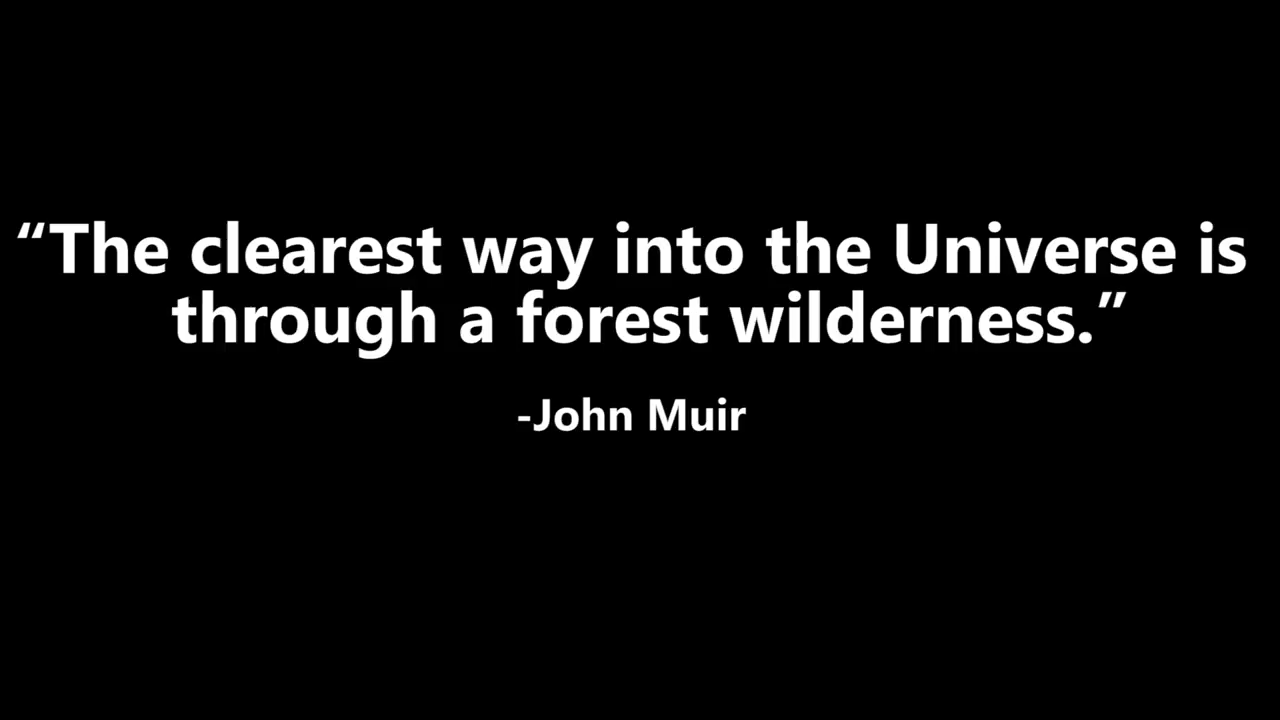 “The clearest way into the Universe is
through a forest wilderness.”
-John Muir